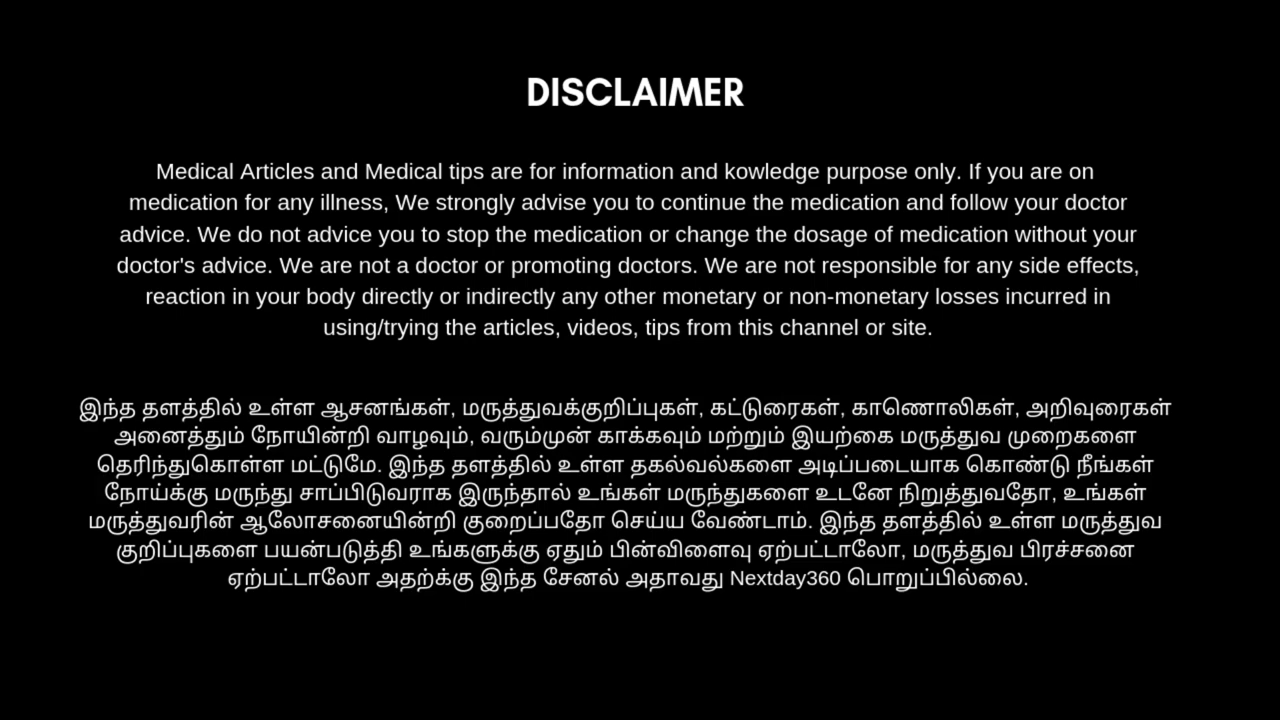 DISCLAIMER
Medical Articles and Medical tips are for information and kowledge purpose only. If you are on
medication for any illness, We strongly advise you to continue the medication and follow your doctor
advice. We do not advice you to stop the medication or change the dosage of medication without your
doctor's advice. We are not a doctor or promoting doctors. We are not responsible for any side effects,
reaction in your body directly or indirectly any other monetary or non-monetary losses incurred in
using/trying the articles, videos, tips from this channel or site.
இந்த தளத்தில் உள்ள ஆசனங்கள், மருத்துவக்குறிப்புகள், கட்டுரைகள், காணொலிகள், அறிவுரைகள்
அனைத்தும் நோயின்றி வாழவும், வரும்முன் காக்கவும் மற்றும் இயற்கை மருத்துவ முறைகளை
தெரிந்துகொள்ள மட்டுமே. இந்த தளத்தில் உள்ள தகல்வல்களை அடிப்படையாக கொண்டு நீங்கள்
நோய்க்கு மருந்து சாப்பிடுவராக இருந்தால் உங்கள் மருந்துகளை உடனே நிறுத்துவதோ, உங்கள்
மருத்துவரின் ஆலோசனையின்றி குறைப்பதோ செய்ய வேண்டாம். இந்த தளத்தில் உள்ள மருத்துவ
குறிப்புகளை பயன்படுத்தி உங்களுக்கு ஏதும் பின்விளைவு ஏற்பட்டாலோ, மருத்துவ பிரச்சனை
ஏற்பட்டாலோ அதற்க்கு இந்த சேனல் அதாவது Nextday360 பொறுப்பில்லை.